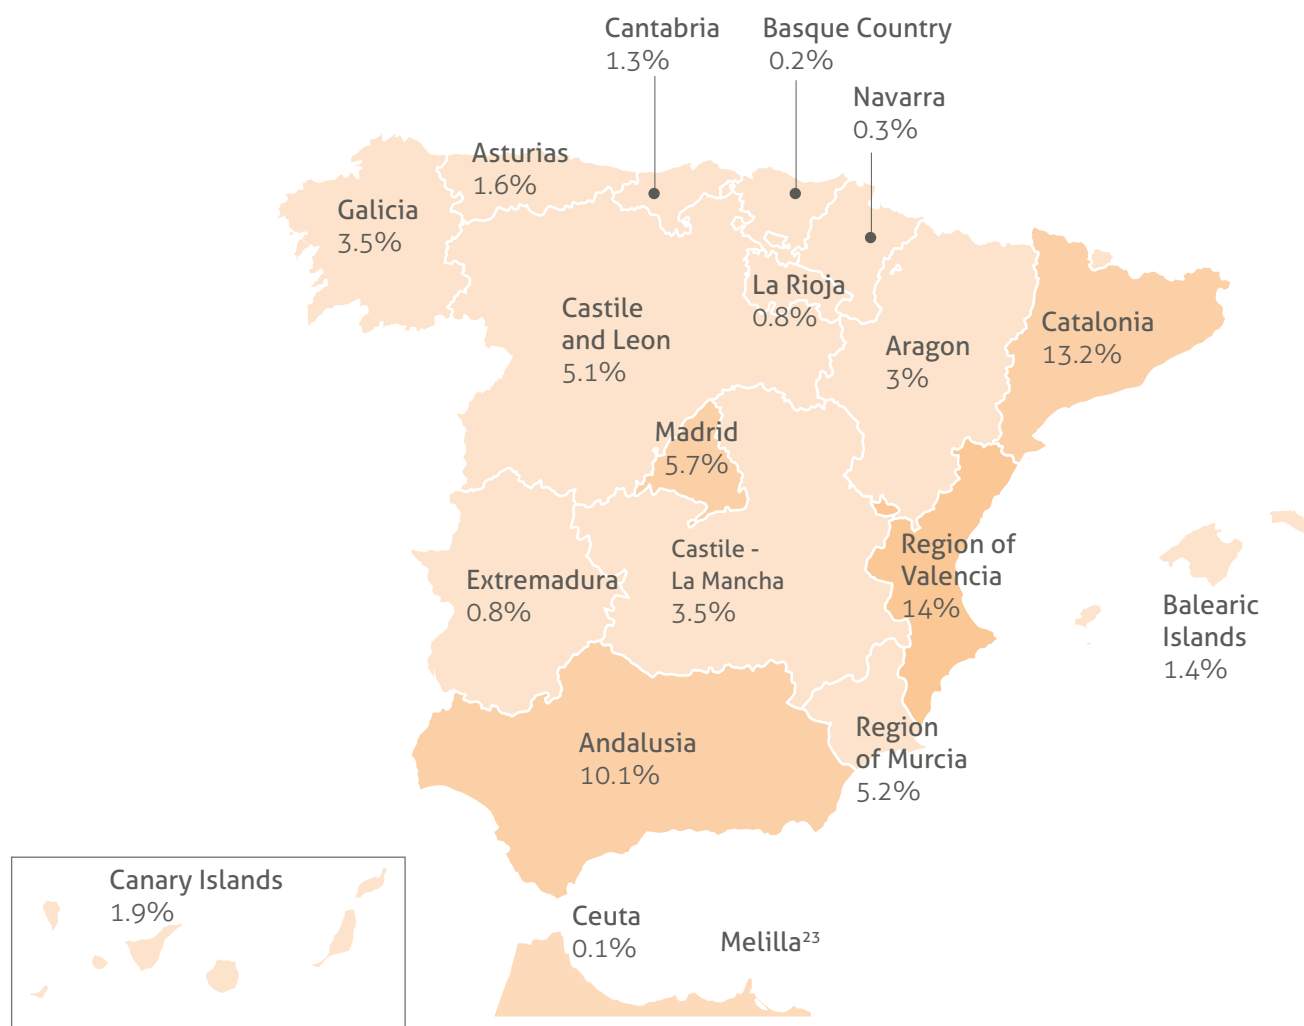 Cantabria
1.3%
Basque Country
0.2%
Navarra
0.3%
Asturias
1.6%
Galicia
3.5%
La Rioja
0.8%
Castile
and Leon
5.1%
Aragon
3%
Catalonia
13.2%
Madrid
5.7%
Castile -
La Mancha
3.5%
Region of
Valencia
14%
Extremadura
0.8%
Balearic
Islands
1.4%
Region
of Murcia
5.2%
Andalusia
10.1%
Canary Islands
1.9%
Ceuta
0.1%
Melilla²³